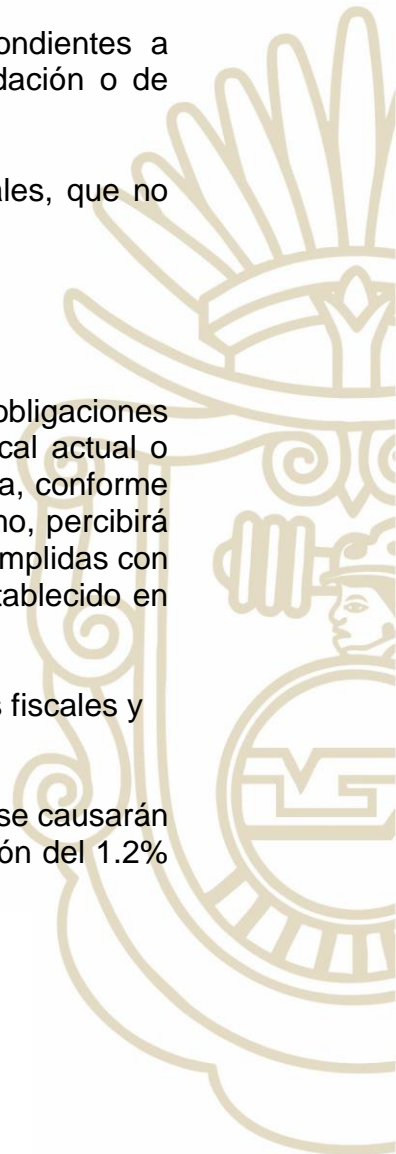 ondientes a
dación o de
ales, que no
obligaciones
cal actual o
a, conforme
no, percibirá
mplidas con
tablecido en
s fiscales y
se causarán
ón del 1.2%